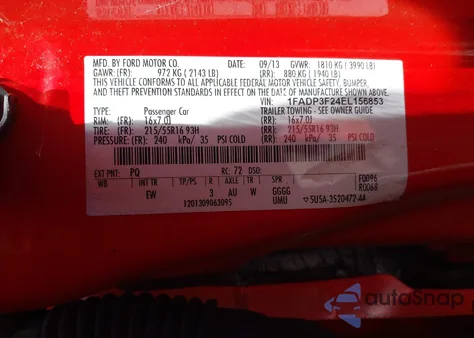 MFD. BY FORD MOTOR CO.
DATE: 09/13 GVWR: 1810 KG ( 3990 LB)
GAWR: (FR): 972 KG ( 2143 LB) (RR): 880 KG ( 1940 LB)
THIS VEHICLE CONFORMS TO ALL APPLICABLE FEDERAL MOTOR VEHICLE SAFETY, BUMPER,
AND THEFT PREVENTION STANDARDS IN EFFECT ON THE DATE OF MANUFACTURE SHOWN ABOVE.
VIN: 1FADP3F24EL156853
TYPE: Passenger Car TRAILER TOWING - SEE OWNER GUIDE
RIM: (FR): 16x7.0J (RR): 16x7.0J
TIRE: (FR): 215/55R16 93H (RR): 215/55R16 93H
PRESSURE: (FR): 240 kPa/ 35 PSI COLD (RR): 240 kPa/ 35 PSI COLD
EXT PNT: PQ RC: 72 DSO: F0096
WB INT TR TP/PS R AXLE TR SPR R0068
EW 3 AU W GGGG
1201309063095 UMU 5U5A-3520472-AA
autoSnap